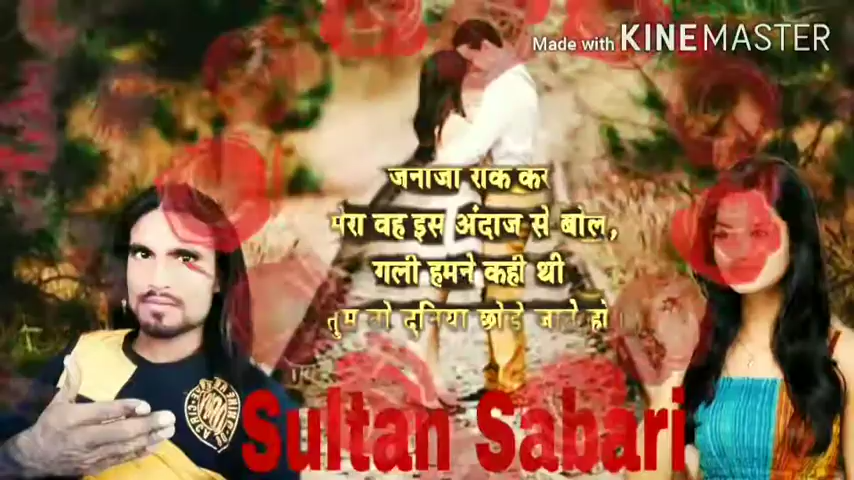 Made with KINEMASTER
जनाजा राक कर
मेरा वह इस अंदाज से बोल,
गली हमने कही थी
तुम तो दुनिया छोडे जाते हो
Sultan Sabari